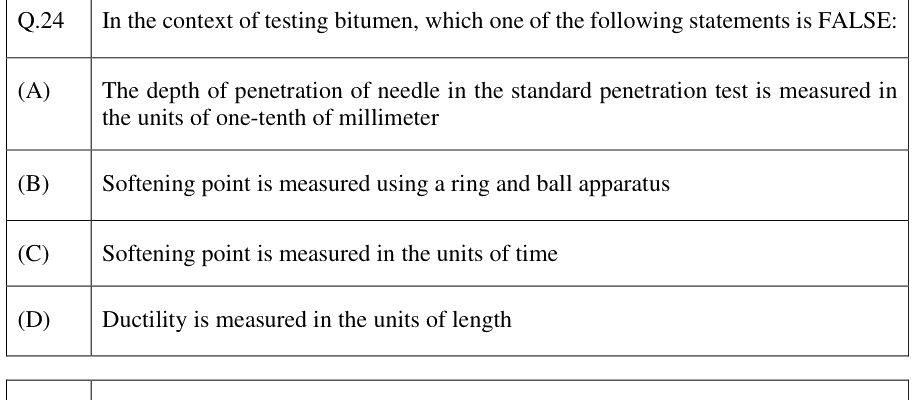 Q.24 In the context of testing bitumen, which one of the following statements is FALSE:
(A) The depth of penetration of needle in the standard penetration test is measured in
the units of one-tenth of millimeter
(B) Softening point is measured using a ring and ball apparatus
(C) Softening point is measured in the units of time
(D) Ductility is measured in the units of length